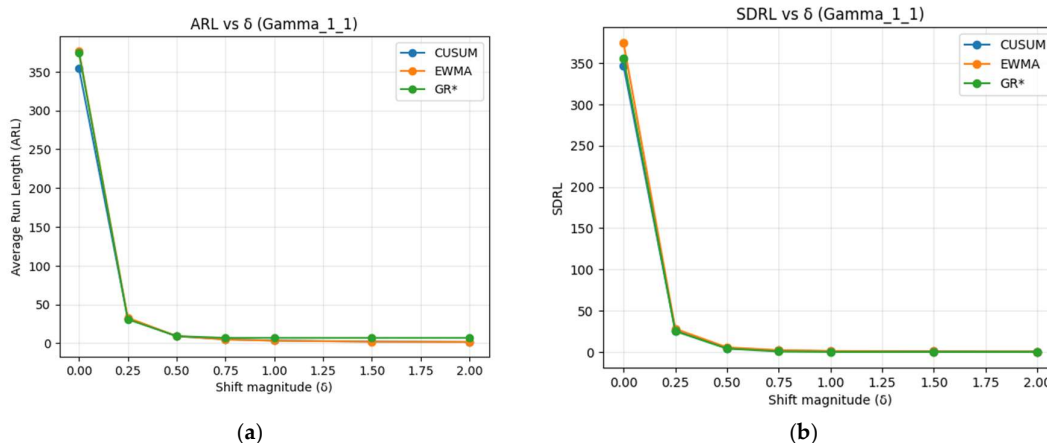 ARL vs δ (Gamma_1_1)
Average Run Length (ARL)
350
300
250
200
150
100
50
0
CUSUM
EWMA
GR*
0.00 0.25 0.50 0.75 1.00 1.25 1.50 1.75 2.00
Shift magnitude (δ)
(a)
SDRL vs δ (Gamma_1_1)
SDRL
350
300
250
200
150
100
50
0
CUSUM
EWMA
GR*
0.00 0.25 0.50 0.75 1.00 1.25 1.50 1.75 2.00
Shift magnitude (δ)
(b)